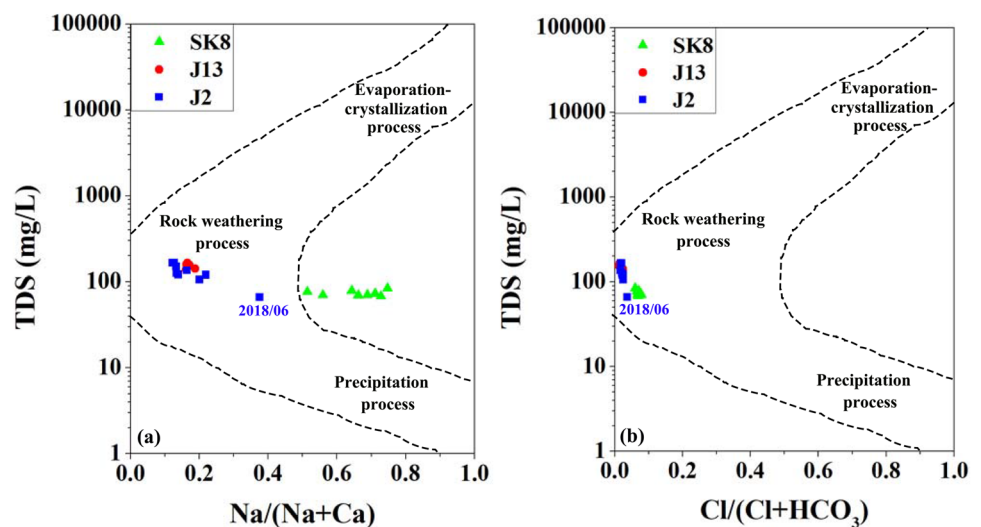 100000
10000
1000
100
10
1
TDS (mg/L)
SK8
J13
J2
Evaporation-
crystallization
process
Rock weathering
process
2018/06
Precipitation
process
(a)
0.0 0.2 0.4 0.6 0.8 1.0
Na/(Na+Ca)
100000
10000
1000
100
10
1
TDS (mg/L)
SK8
J13
J2
Evaporation-
crystallization
process
Rock weathering
process
2018/06
Precipitation
process
(b)
0.0 0.2 0.4 0.6 0.8 1.0
Cl/(Cl+HCO₃)